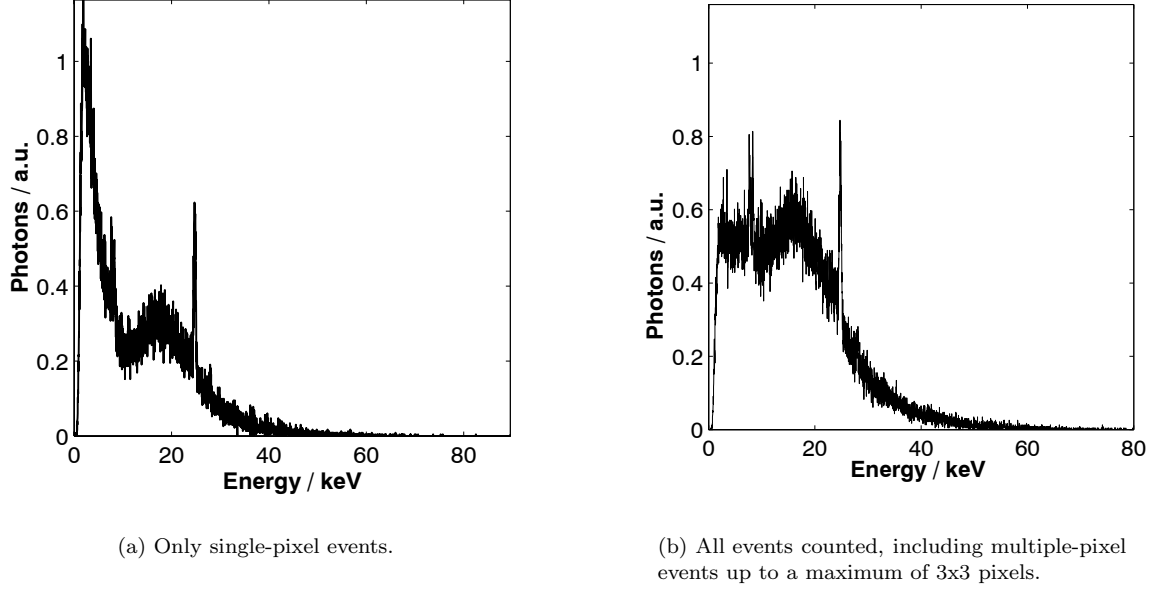 1
0.8
0.6
0.4
0.2
0
0 20 40 60 80
Photons / a.u.
Energy / keV
(a) Only single-pixel events.
1
0.8
0.6
0.4
0.2
0
0 20 40 60 80
Photons / a.u.
Energy / keV
(b) All events counted, including multiple-pixel
events up to a maximum of 3x3 pixels.